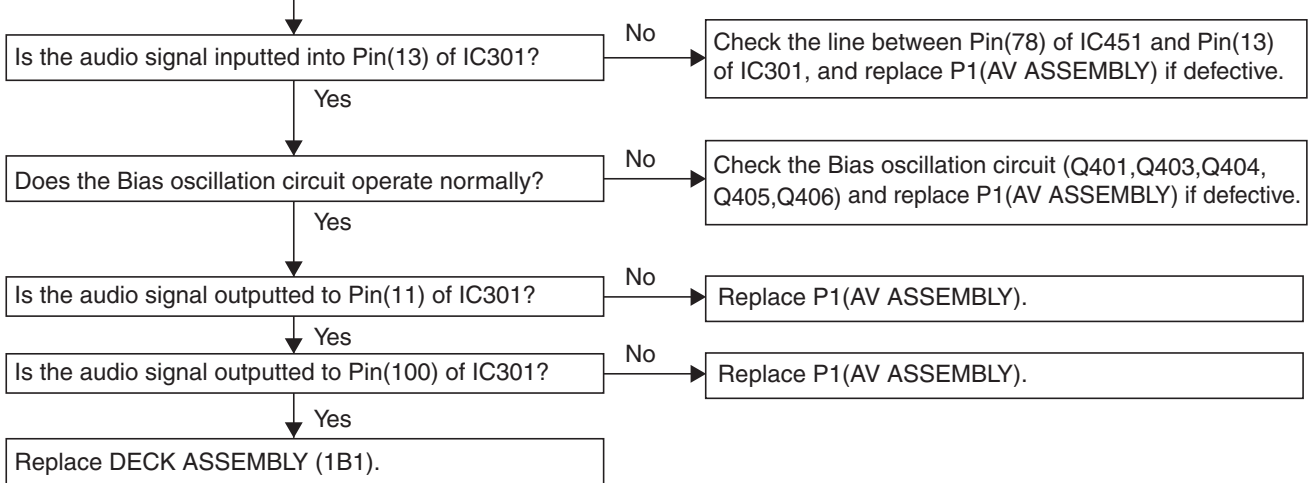 Is the audio signal inputted into Pin(13) of IC301?
No
Check the line between Pin(78) of IC451 and Pin(13)
of IC301, and replace P1(AV ASSEMBLY) if defective.
Yes
Does the Bias oscillation circuit operate normally?
No
Check the Bias oscillation circuit (Q401,Q403,Q404,
Q405,Q406) and replace P1(AV ASSEMBLY) if defective.
Yes
Is the audio signal outputted to Pin(11) of IC301?
No
Replace P1(AV ASSEMBLY).
Yes
Is the audio signal outputted to Pin(100) of IC301?
No
Replace P1(AV ASSEMBLY).
Yes
Replace DECK ASSEMBLY (1B1).